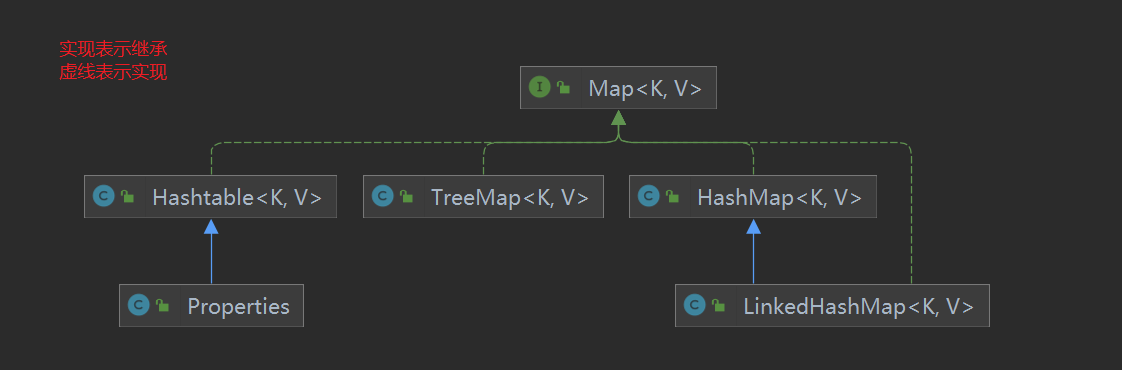 实现表示继承
虚线表示实现
I Map<K, V>
C Hashtable<K, V>
C TreeMap<K, V>
C HashMap<K, V>
C Properties
C LinkedHashMap<K, V>